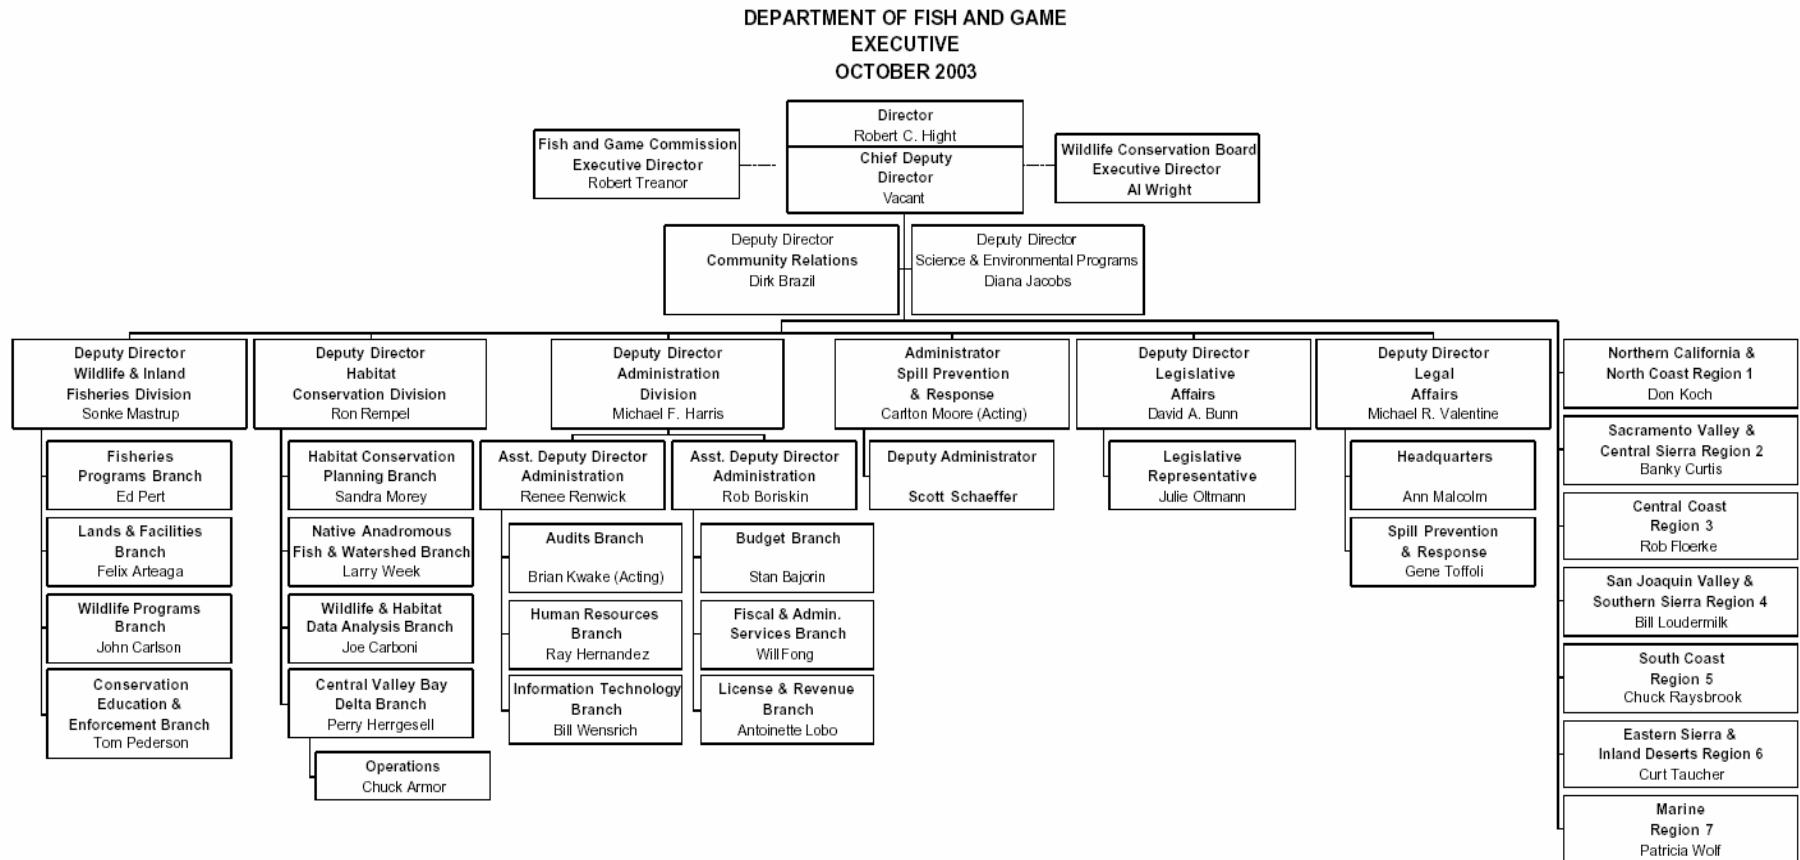 DEPARTMENT OF FISH AND GAME
EXECUTIVE
OCTOBER 2003
Director
Robert C. Hight
Chief Deputy
Director
Vacant
Fish and Game Commission
Executive Director
Robert Treanor
Wildlife Conservation Board
Executive Director
Al Wright
Deputy Director
Community Relations
Dirk Brazil
Deputy Director
Science & Environmental Programs
Diana Jacobs
Deputy Director
Wildlife & Inland
Fisheries Division
Sonke Mastrup
Fisheries
Programs Branch
Ed Pert
Lands & Facilities
Branch
Felix Arteaga
Wildlife Programs
Branch
John Carlson
Conservation
Education &
Enforcement Branch
Tom Pederson
Deputy Director
Habitat
Conservation Division
Ron Rempel
Habitat Conservation
Planning Branch
Sandra Morey
Native Anadromous
Fish & Watershed Branch
Larry Week
Wildlife & Habitat
Data Analysis Branch
Joe Carboni
Central Valley Bay
Delta Branch
Perry Herrgesell
Operations
Chuck Armor
Deputy Director
Administration
Division
Michael F. Harris
Asst. Deputy Director
Administration
Renee Renwick
Audits Branch
Brian Kwake (Acting)
Human Resources
Branch
Ray Hernandez
Information Technology
Branch
Bill Wensrich
Asst. Deputy Director
Administration
Rob Boriskin
Budget Branch
Stan Bajorin
Fiscal & Admin.
Services Branch
Will Fong
License & Revenue
Branch
Antoinette Lobo
Administrator
Spill Prevention
& Response
Carlton Moore (Acting)
Deputy Administrator
Scott Schaeffer
Deputy Director
Legislative
Affairs
David A. Bunn
Legislative
Representative
Julie Oltmann
Deputy Director
Legal
Affairs
Michael R. Valentine
Headquarters
Ann Malcolm
Spill Prevention
& Response
Gene Toffoli
Northern California &
North Coast Region 1
Don Koch
Sacramento Valley &
Central Sierra Region 2
Banky Curtis
Central Coast
Region 3
Rob Floerke
San Joaquin Valley &
Southern Sierra Region 4
Bill Loudermilk
South Coast
Region 5
Chuck Raysbrook
Eastern Sierra &
Inland Deserts Region 6
Curt Taucher
Marine
Region 7
Patricia Wolf